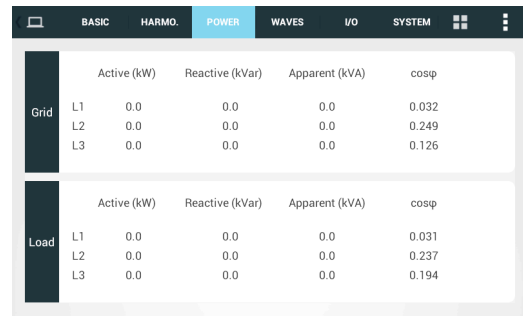 BASIC HARMO. POWER WAVES I/O SYSTEM
Active (kW) Reactive (kVar) Apparent (kVA) cosφ
Grid
L1 0.0 0.0 0.0 0.032
L2 0.0 0.0 0.0 0.249
L3 0.0 0.0 0.0 0.126
Active (kW) Reactive (kVar) Apparent (kVA) cosφ
Load
L1 0.0 0.0 0.0 0.031
L2 0.0 0.0 0.0 0.237
L3 0.0 0.0 0.0 0.194